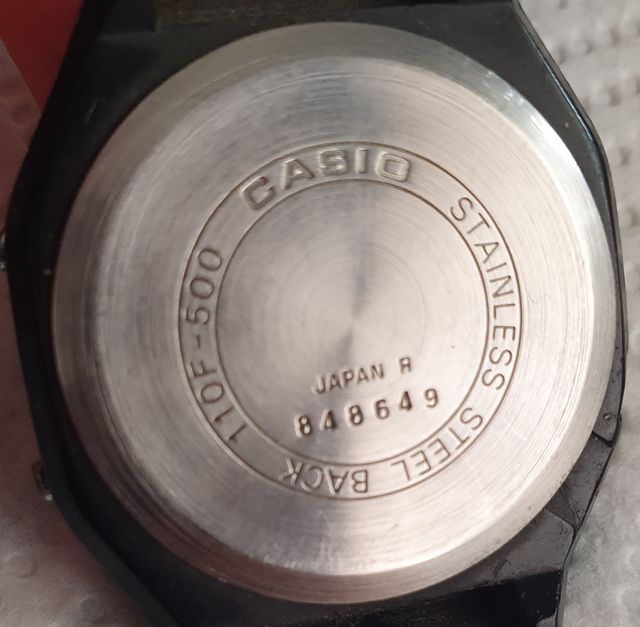 CASIO
STAINLESS STEEL BACK
110F-500
JAPAN R
848649